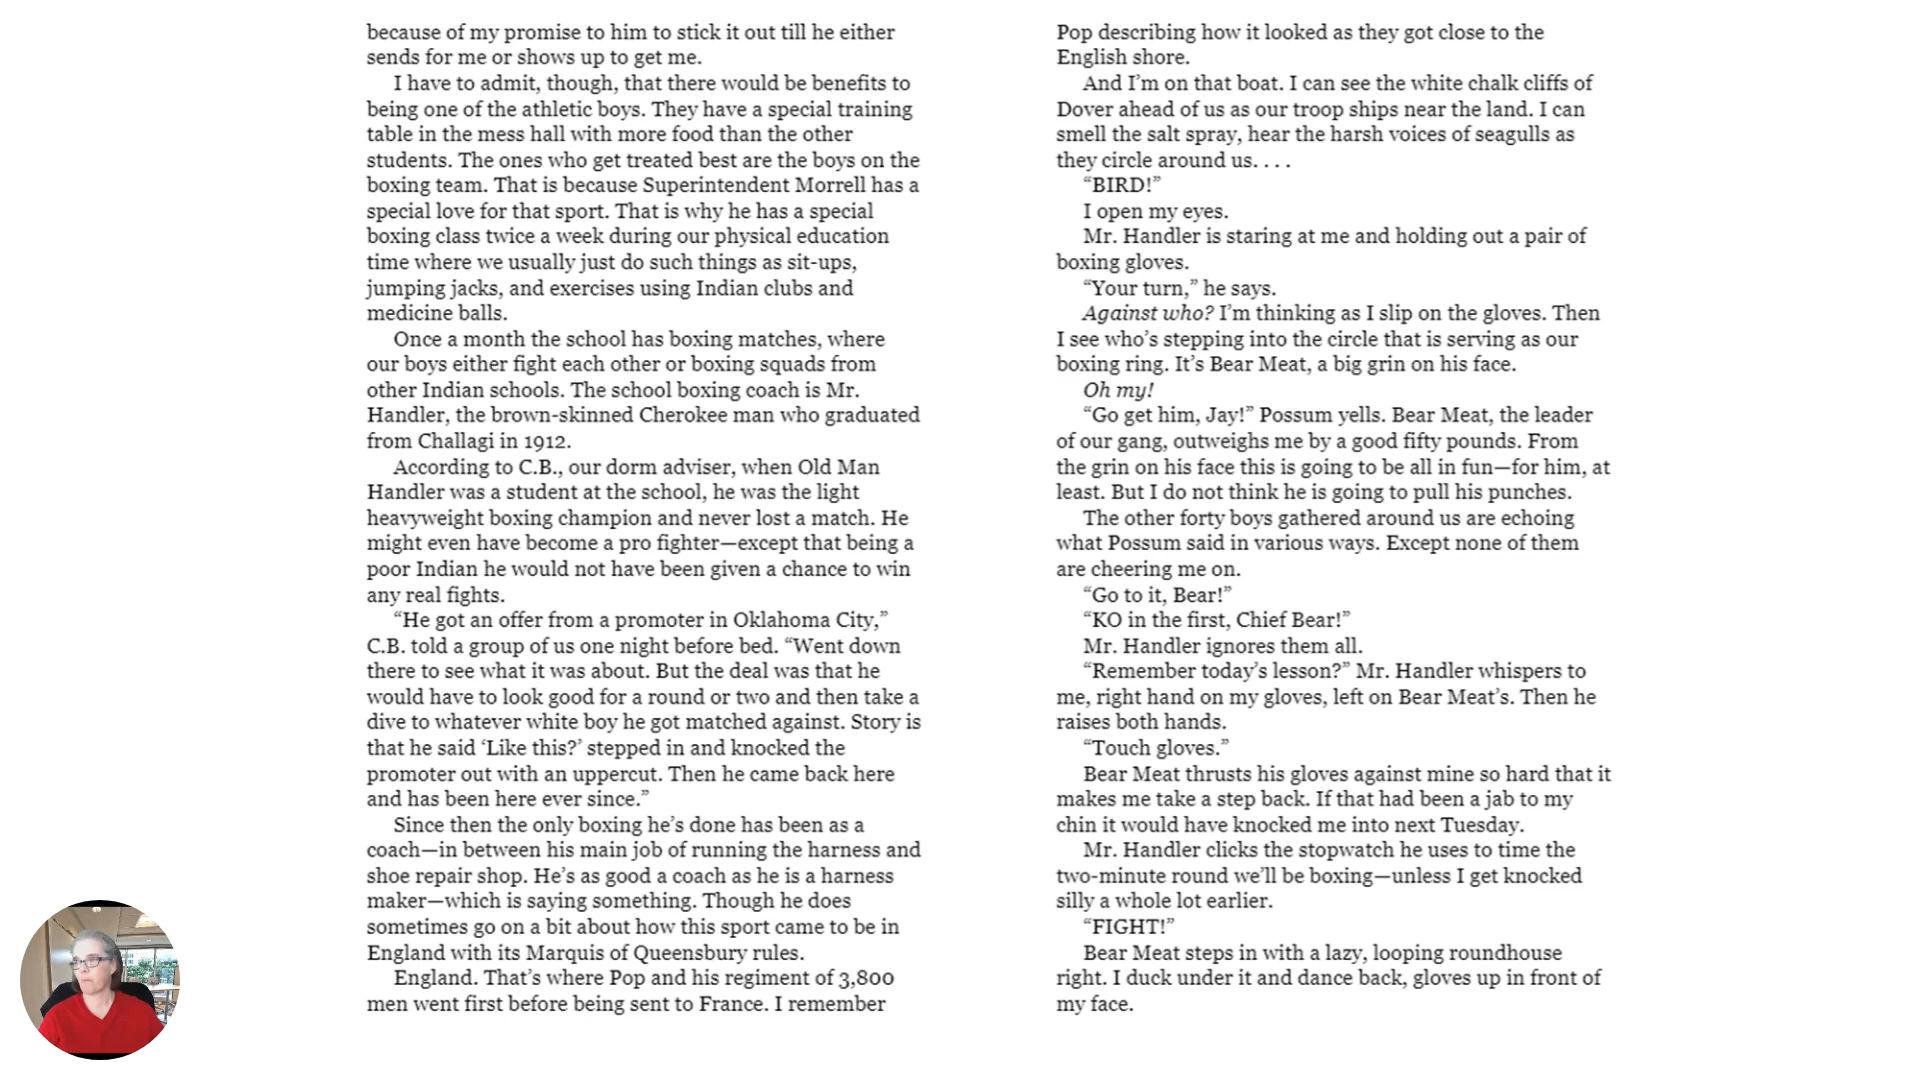 because of my promise to him to stick it out till he either
sends for me or shows up to get me.
I have to admit, though, that there would be benefits to
being one of the athletic boys. They have a special training
table in the mess hall with more food than the other
students. The ones who get treated best are the boys on the
boxing team. That is because Superintendent Morrell has a
special love for that sport. That is why he has a special
boxing class twice a week during our physical education
time where we usually just do such things as sit-ups,
jumping jacks, and exercises using Indian clubs and
medicine balls.
Once a month the school has boxing matches, where
our boys either fight each other or boxing squads from
other Indian schools. The school boxing coach is Mr.
Handler, the brown-skinned Cherokee man who graduated
from Challagi in 1912.
According to C.B., our dorm adviser, when Old Man
Handler was a student at the school, he was the light
heavyweight boxing champion and never lost a match. He
might even have become a pro fighter—except that being a
poor Indian he would not have been given a chance to win
any real fights.
“He got an offer from a promoter in Oklahoma City,”
C.B. told a group of us one night before bed. “Went down
there to see what it was about. But the deal was that he
would have to look good for a round or two and then take a
dive to whatever white boy he got matched against. Story is
that he said ‘Like this?’ stepped in and knocked the
promoter out with an uppercut. Then he came back here
and has been here ever since.”
Since then the only boxing he’s done has been as a
coach—in between his main job of running the harness and
shoe repair shop. He’s as good a coach as he is a harness
maker—which is saying something. Though he does
sometimes go on a bit about how this sport came to be in
England with its Marquis of Queensbury rules.
England. That’s where Pop and his regiment of 3,800
men went first before being sent to France. I remember
Pop describing how it looked as they got close to the
English shore.
And I’m on that boat. I can see the white chalk cliffs of
Dover ahead of us as our troop ships near the land. I can
smell the salt spray, hear the harsh voices of seagulls as
they circle around us. . . .
“BIRD!”
I open my eyes.
Mr. Handler is staring at me and holding out a pair of
boxing gloves.
“Your turn,” he says.
Against who? I’m thinking as I slip on the gloves. Then
I see who’s stepping into the circle that is serving as our
boxing ring. It’s Bear Meat, a big grin on his face.
Oh my!
“Go get him, Jay!” Possum yells. Bear Meat, the leader
of our gang, outweighs me by a good fifty pounds. From
the grin on his face this is going to be all in fun—for him, at
least. But I do not think he is going to pull his punches.
The other forty boys gathered around us are echoing
what Possum said in various ways. Except none of them
are cheering me on.
“Go to it, Bear!”
“KO in the first, Chief Bear!”
Mr. Handler ignores them all.
“Remember today’s lesson?” Mr. Handler whispers to
me, right hand on my gloves, left on Bear Meat’s. Then he
raises both hands.
“Touch gloves.”
Bear Meat thrusts his gloves against mine so hard that it
makes me take a step back. If that had been a jab to my
chin it would have knocked me into next Tuesday.
Mr. Handler clicks the stopwatch he uses to time the
two-minute round we’ll be boxing—unless I get knocked
silly a whole lot earlier.
“FIGHT!”
Bear Meat steps in with a lazy, looping roundhouse
right. I duck under it and dance back, gloves up in front of
my face.